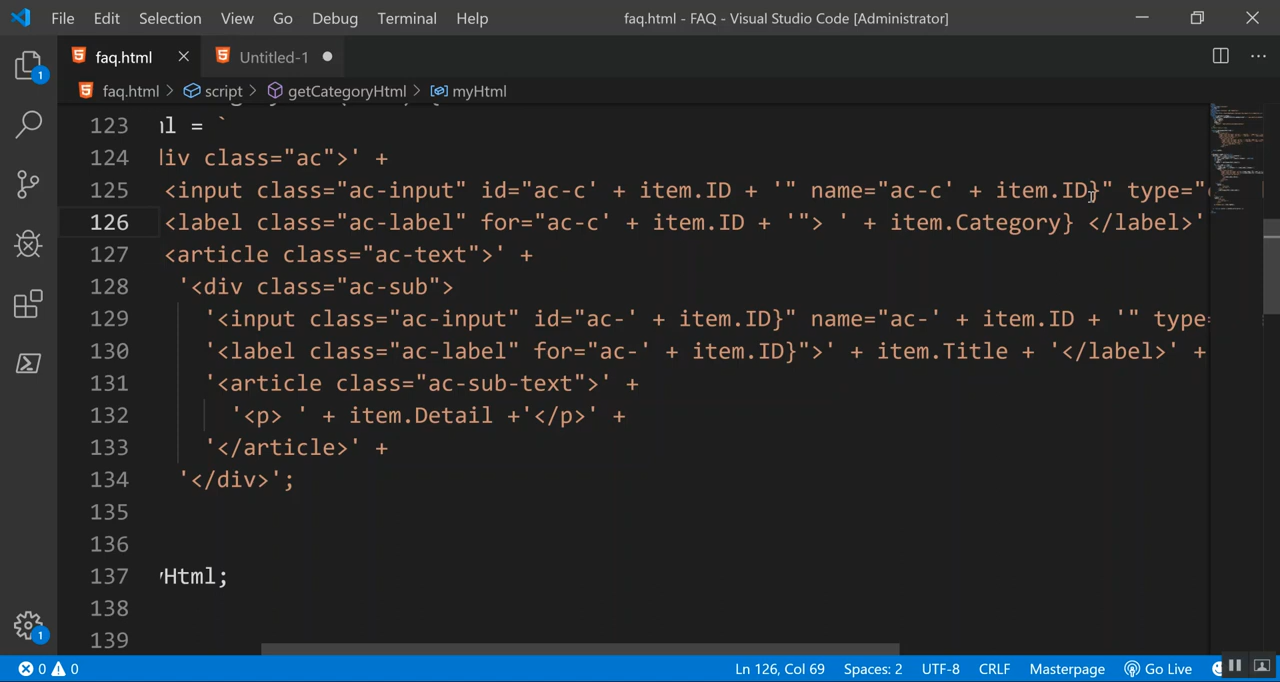 File Edit Selection View Go Debug Terminal Help faq.html - FAQ - Visual Studio Code [Administrator]
faq.html Untitled-1
1
faq.html > script > getCategoryHtml > myHtml
123 ml = `
124 div class="ac">' +
125 <input class="ac-input" id="ac-c' + item.ID + '" name="ac-c' + item.ID}" type="
126 <label class="ac-label" for="ac-c' + item.ID + '"> ' + item.Category} </label>'
127 <article class="ac-text">' +
128 '<div class="ac-sub">
129 '<input class="ac-input" id="ac-' + item.ID}" name="ac-' + item.ID + '" type=
130 '<label class="ac-label" for="ac-' + item.ID}">' + item.Title + '</label>' +
131 '<article class="ac-sub-text">' +
132 '<p> ' + item.Detail +'</p>' +
133 '</article>' +
134 '</div>';
135
136
137 yHtml;
138
139
1
0 0 Ln 126, Col 69 Spaces: 2 UTF-8 CRLF Masterpage Go Live